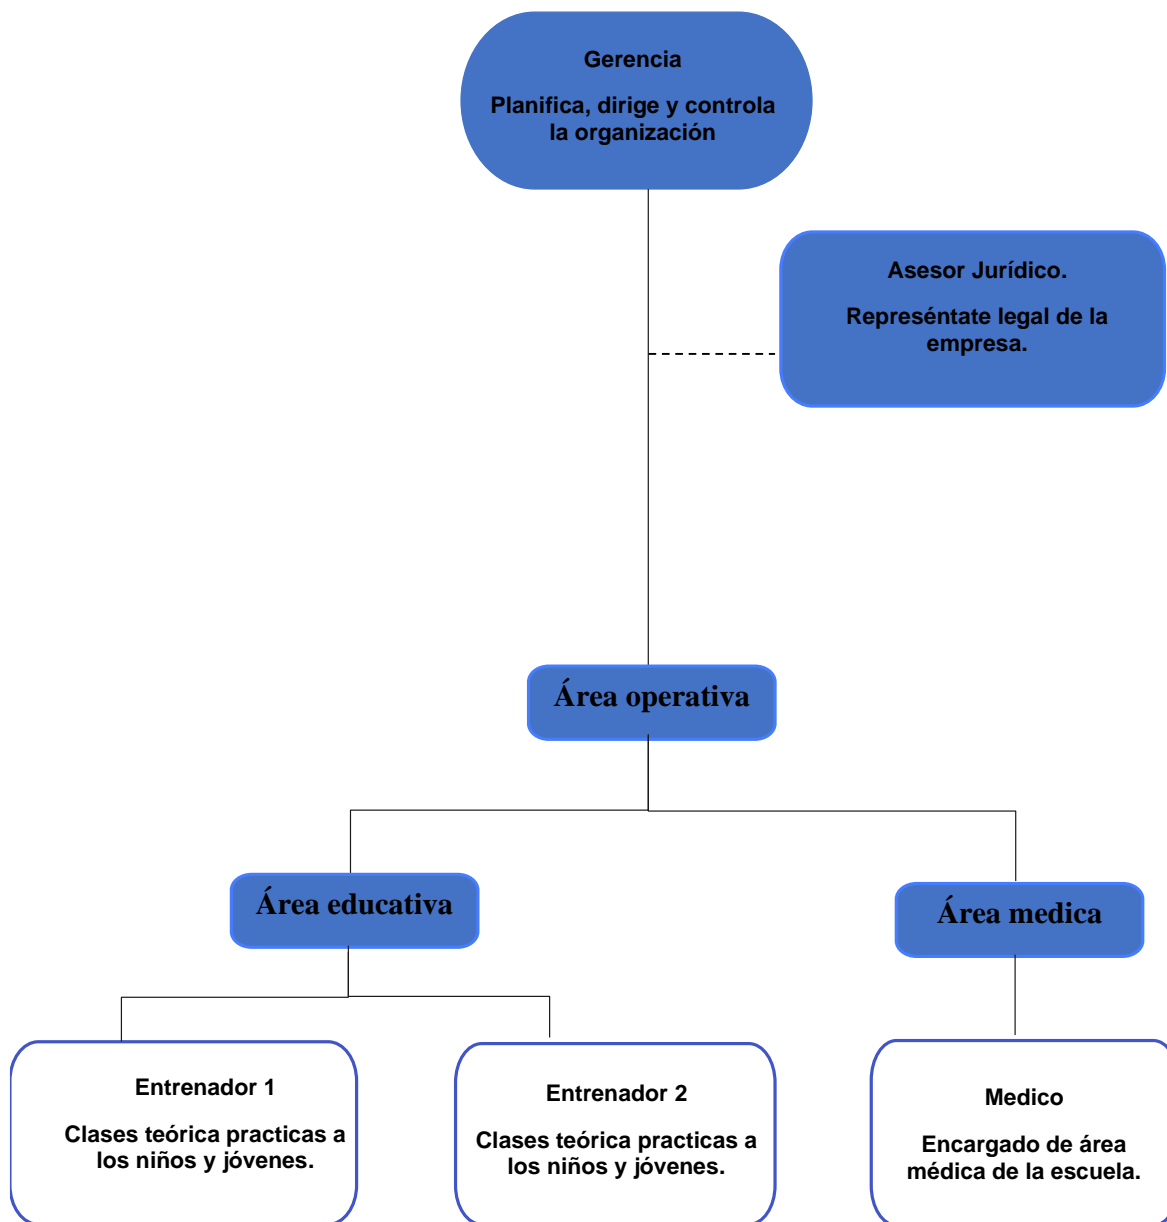 Gerencia
Planifica, dirige y controla
la organización
Asesor Jurídico.
Represéntate legal de la
empresa.
Área operativa
Área educativa
Área medica
Entrenador 1
Clases teórica practicas a
los niños y jóvenes.
Entrenador 2
Clases teórica practicas a
los niños y jóvenes.
Medico
Encargado de área
médica de la escuela.